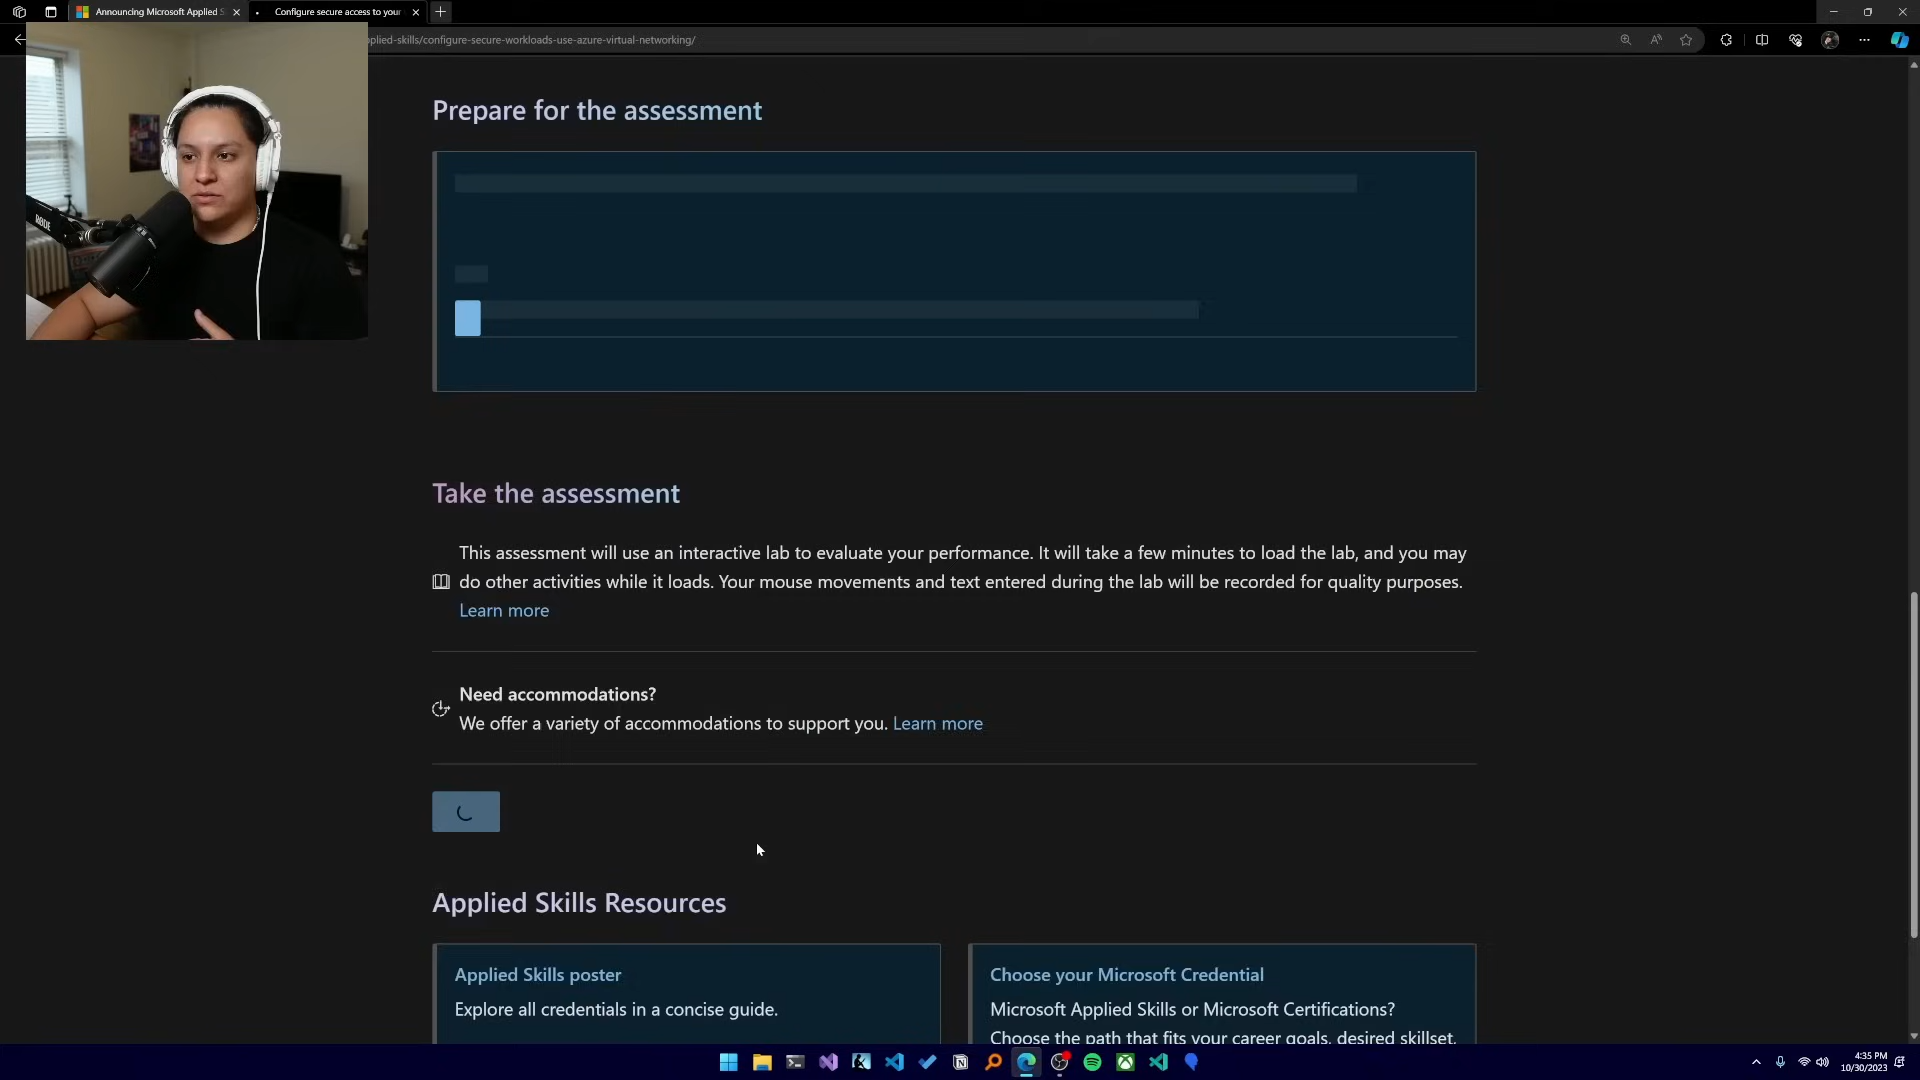 Announcing Microsoft Applied S
Configure secure access to your
plied-skills/configure-secure-workloads-use-azure-virtual-networking/
RODE
Prepare for the assessment
Take the assessment
This assessment will use an interactive lab to evaluate your performance. It will take a few minutes to load the lab, and you may
do other activities while it loads. Your mouse movements and text entered during the lab will be recorded for quality purposes.
Learn more
Need accommodations?
We offer a variety of accommodations to support you. Learn more
Applied Skills Resources
Applied Skills poster
Explore all credentials in a concise guide.
Choose your Microsoft Credential
Microsoft Applied Skills or Microsoft Certifications?
Choose the path that fits your career goals, desired skillset,
4:35 PM
10/30/2023